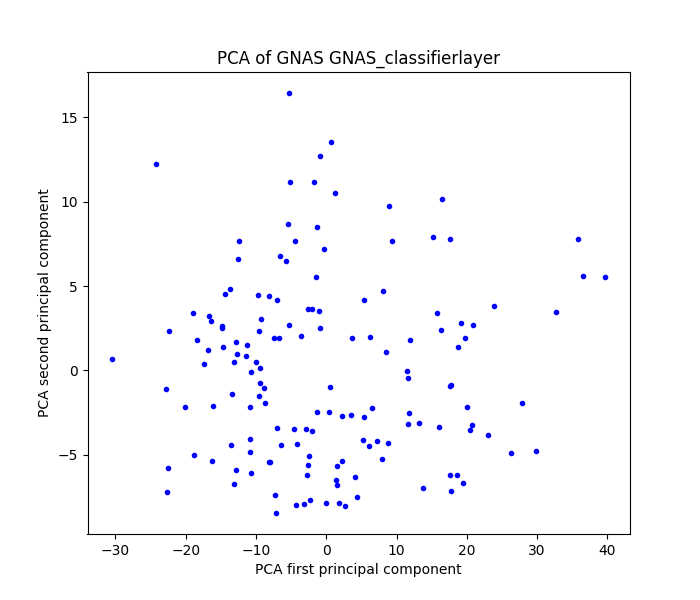 PCA of GNAS GNAS_classifierlayer
15
10
5
0
−5
PCA second principal component
−30 −20 −10 0 10 20 30 40
PCA first principal component